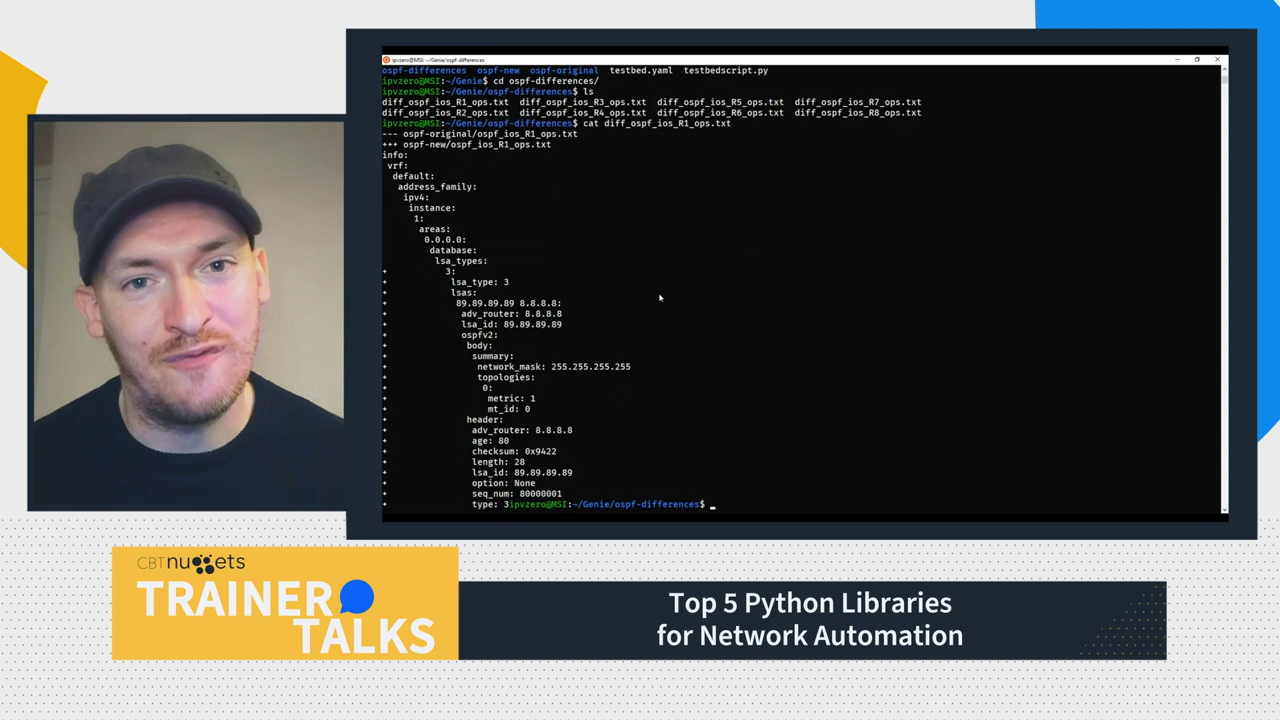 ipvzero@MSI: ~/Genie/ospf-differences
ospf-differences ospf-new ospf-original testbed.yaml testbedscript.py
ipvzero@MSI:~/Genie$ cd ospf-differences/
ipvzero@MSI:~/Genie/ospf-differences$ ls
diff_ospf_ios_R1_ops.txt diff_ospf_ios_R3_ops.txt diff_ospf_ios_R5_ops.txt diff_ospf_ios_R7_ops.txt
diff_ospf_ios_R2_ops.txt diff_ospf_ios_R4_ops.txt diff_ospf_ios_R6_ops.txt diff_ospf_ios_R8_ops.txt
ipvzero@MSI:~/Genie/ospf-differences$ cat diff_ospf_ios_R1_ops.txt
--- ospf-original/ospf_ios_R1_ops.txt
+++ ospf-new/ospf_ios_R1_ops.txt
info:
vrf:
default:
address_family:
ipv4:
instance:
1:
areas:
0.0.0.0:
database:
lsa_types:
+ 3:
+ lsa_type: 3
+ lsas:
+ 89.89.89.89 8.8.8.8:
+ adv_router: 8.8.8.8
+ lsa_id: 89.89.89.89
+ ospfv2:
+ body:
+ summary:
+ network_mask: 255.255.255.255
+ topologies:
+ 0:
+ metric: 1
+ mt_id: 0
+ header:
+ adv_router: 8.8.8.8
+ age: 80
+ checksum: 0x9422
+ length: 28
+ lsa_id: 89.89.89.89
+ option: None
+ seq_num: 80000001
+ type: 3ipvzero@MSI:~/Genie/ospf-differences$
CBTnuggets
TRAINER
TALKS
Top 5 Python Libraries
for Network Automation